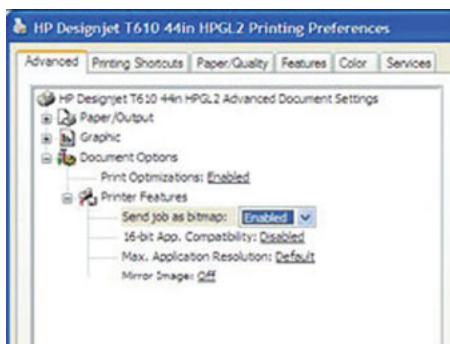 HP Designjet T610 44in HPGL2 Printing Preferences
Advanced Printing Shortcuts Paper/Quality Features Color Services
HP Designjet T610 44in HPGL2 Advanced Document Settings
Paper/Output
Graphic
Document Options
Print Optimizations: Enabled
Printer Features
Send job as bitmap: Enabled
16-bit App. Compatibility: Disabled
Max. Application Resolution: Default
Mirror Image: Off